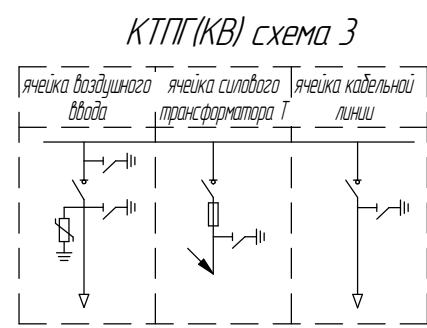 КТПГ(КВ) схема 3
ячейка воздушного
ввода
ячейка силового
трансформатора Т
ячейка кабельной
линии